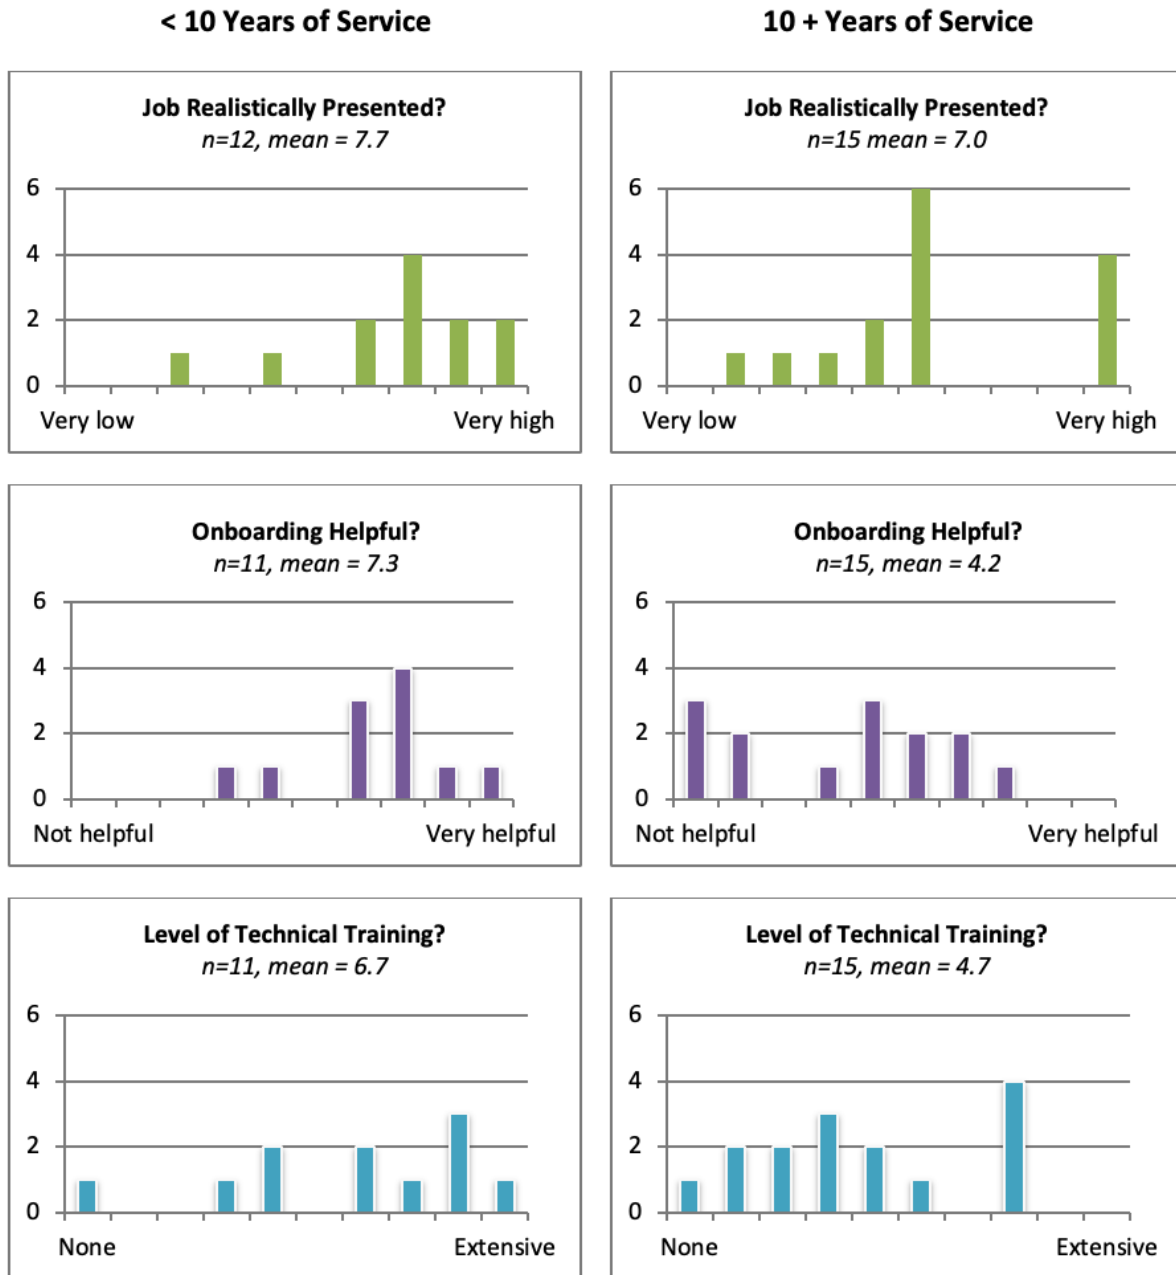 < 10 Years of Service
10 + Years of Service
Job Realistically Presented?
n=12, mean = 7.7
6
4
2
0
Very low
Very high
Job Realistically Presented?
n=15 mean = 7.0
6
4
2
0
Very low
Very high
Onboarding Helpful?
n=11, mean = 7.3
6
4
2
0
Not helpful
Very helpful
Onboarding Helpful?
n=15, mean = 4.2
6
4
2
0
Not helpful
Very helpful
Level of Technical Training?
n=11, mean = 6.7
6
4
2
0
None
Extensive
Level of Technical Training?
n=15, mean = 4.7
6
4
2
0
None
Extensive